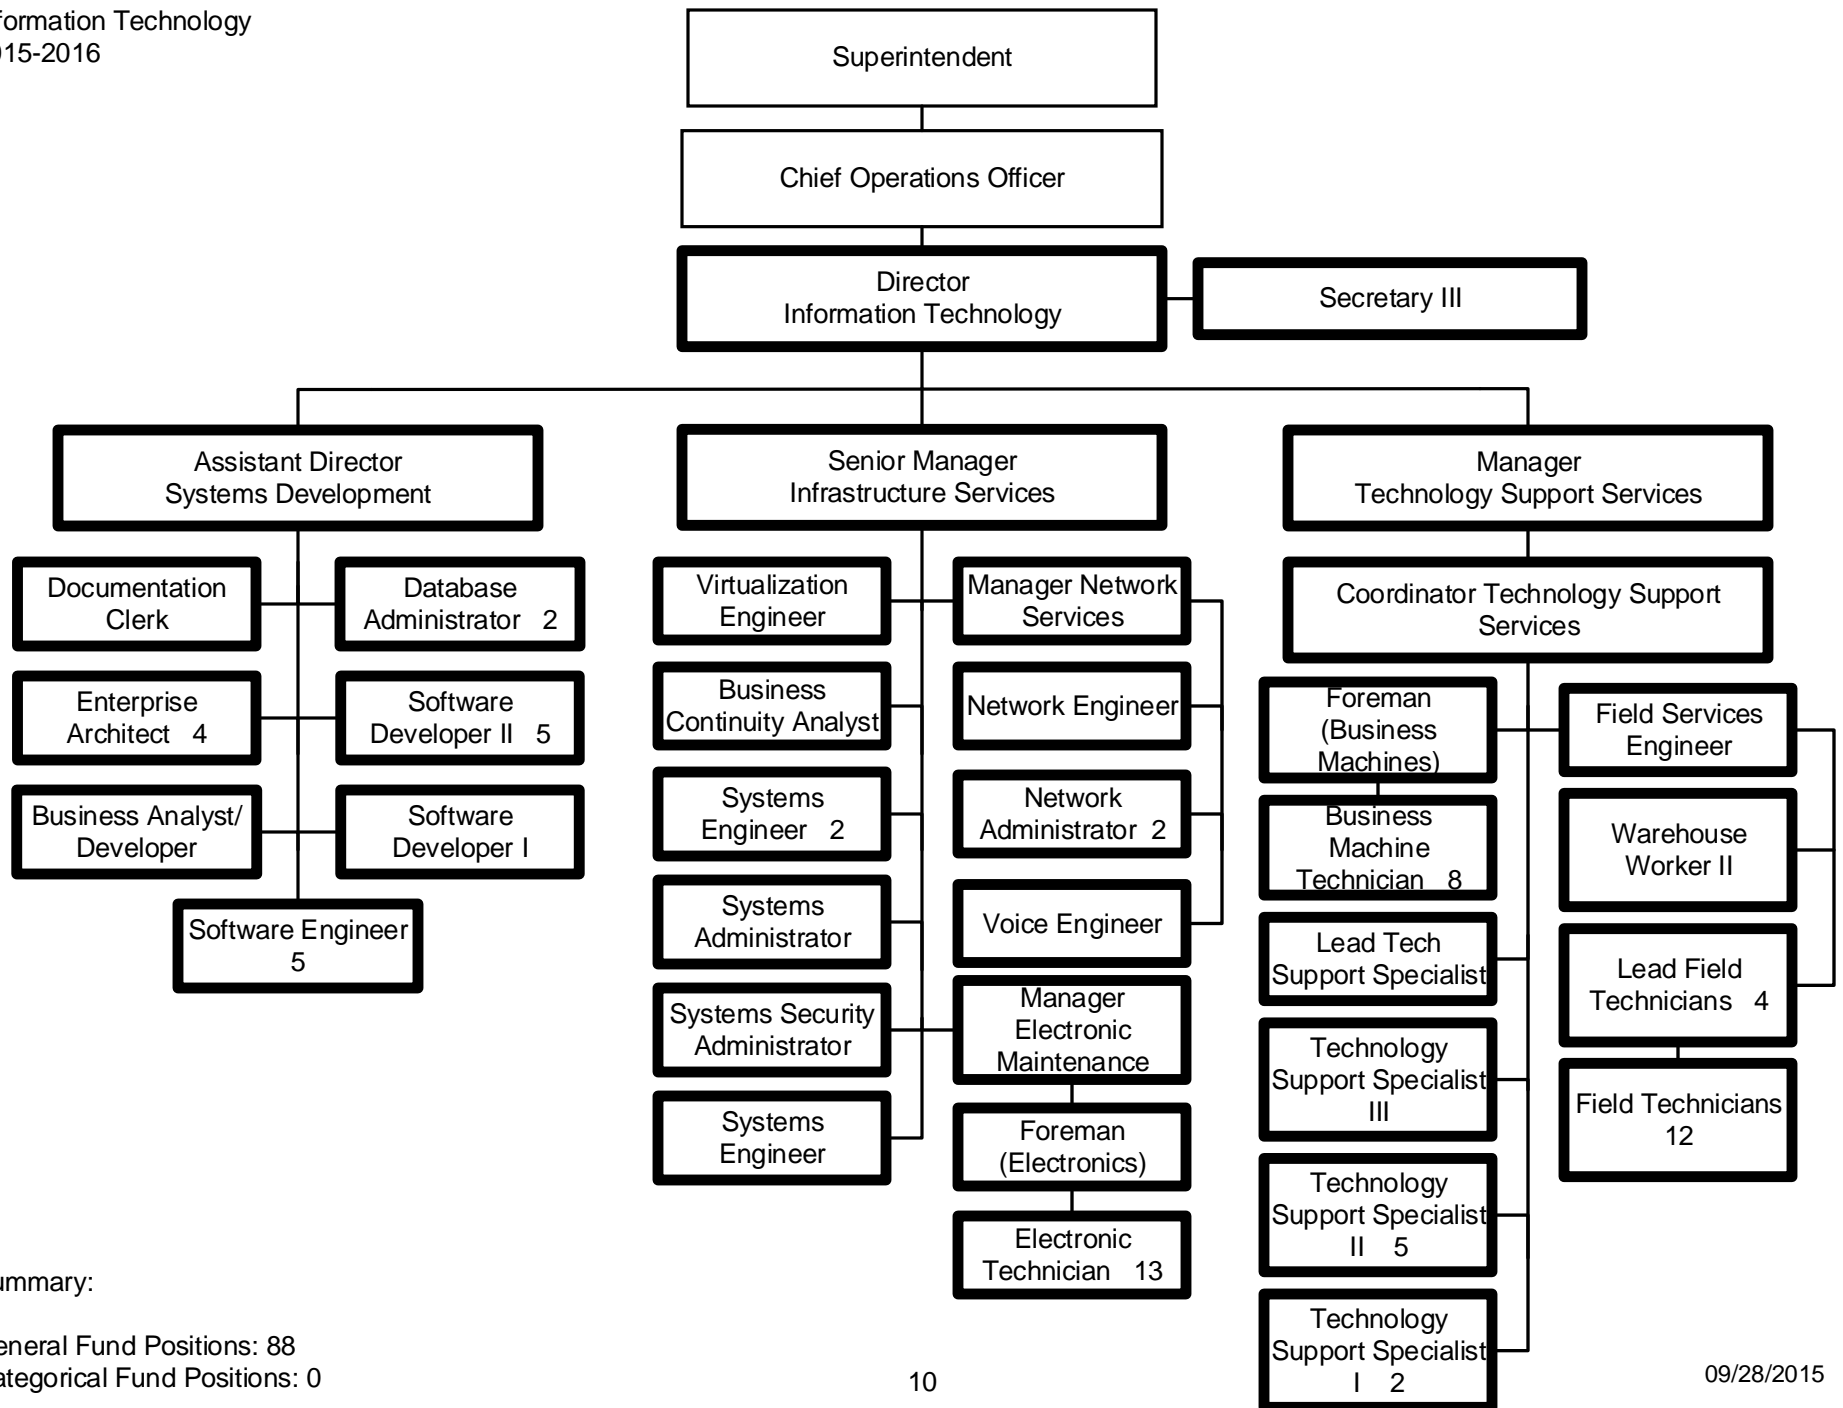 formation Technology
015-2016
Superintendent
Chief Operations Officer
Director
Information Technology
Secretary III
Assistant Director
Systems Development
Senior Manager
Infrastructure Services
Manager
Technology Support Services
Documentation
Clerk
Database
Administrator 2
Enterprise
Architect 4
Software
Developer II 5
Business Analyst/
Developer
Software
Developer I
Software Engineer
5
Virtualization
Engineer
Manager Network
Services
Business
Continuity Analyst
Network Engineer
Systems
Engineer 2
Network
Administrator 2
Systems
Administrator
Voice Engineer
Systems Security
Administrator
Manager
Electronic
Maintenance
Systems
Engineer
Foreman
(Electronics)
Electronic
Technician 13
Coordinator Technology Support
Services
Foreman
(Business
Machines)
Field Services
Engineer
Business
Machine
Technician 8
Warehouse
Worker II
Lead Tech
Support Specialist
Lead Field
Technicians 4
Technology
Support Specialist
III
Field Technicians
12
Technology
Support Specialist
II 5
Technology
Support Specialist
I 2
ummary:
eneral Fund Positions: 88
ategorical Fund Positions: 0
10
09/28/2015